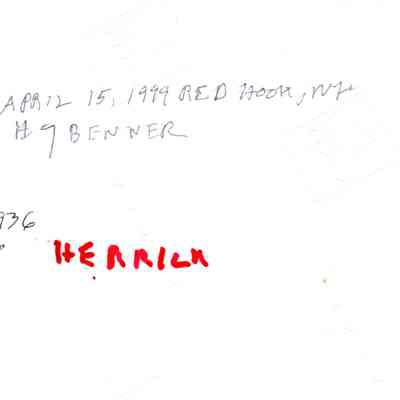 APRIL 15, 1999 RED HOOK, NY
#9 BENNER
936
HERRICK